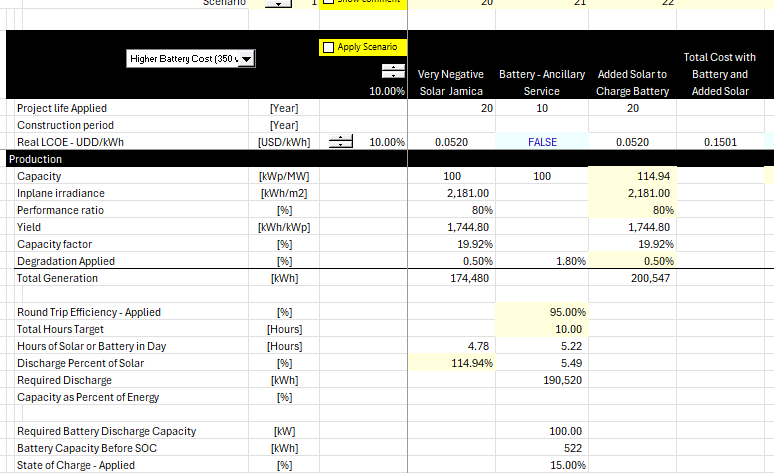 Scenario 1 Show comment 20 21 22
Higher Battery Cost (350 v
Apply Scenario
Very Negative Solar Jamica
Battery - Ancillary Service
Added Solar to Charge Battery
Total Cost with Battery and Added Solar
10.00%
Project life Applied [Year] 20 10 20
Construction period [Year]
Real LCOE - UDD/kWh [USD/kWh] 10.00% 0.0520 FALSE 0.0520 0.1501
Production
Capacity [kWp/MW] 100 100 114.94
Inplane irradiance [kWh/m2] 2,181.00 2,181.00
Performance ratio [%] 80% 80%
Yield [kWh/kWp] 1,744.80 1,744.80
Capacity factor [%] 19.92% 19.92%
Degradation Applied [%] 0.50% 1.80% 0.50%
Total Generation [kWh] 174,480 200,547
Round Trip Efficiency - Applied [%] 95.00%
Total Hours Target [Hours] 10.00
Hours of Solar or Battery in Day [Hours] 4.78 5.22
Discharge Percent of Solar [%] 114.94% 5.49
Required Discharge [kWh] 190,520
Capacity as Percent of Energy [%]
Required Battery Discharge Capacity [kW] 100.00
Battery Capacity Before SOC [kWh] 522
State of Charge - Applied [%] 15.00%